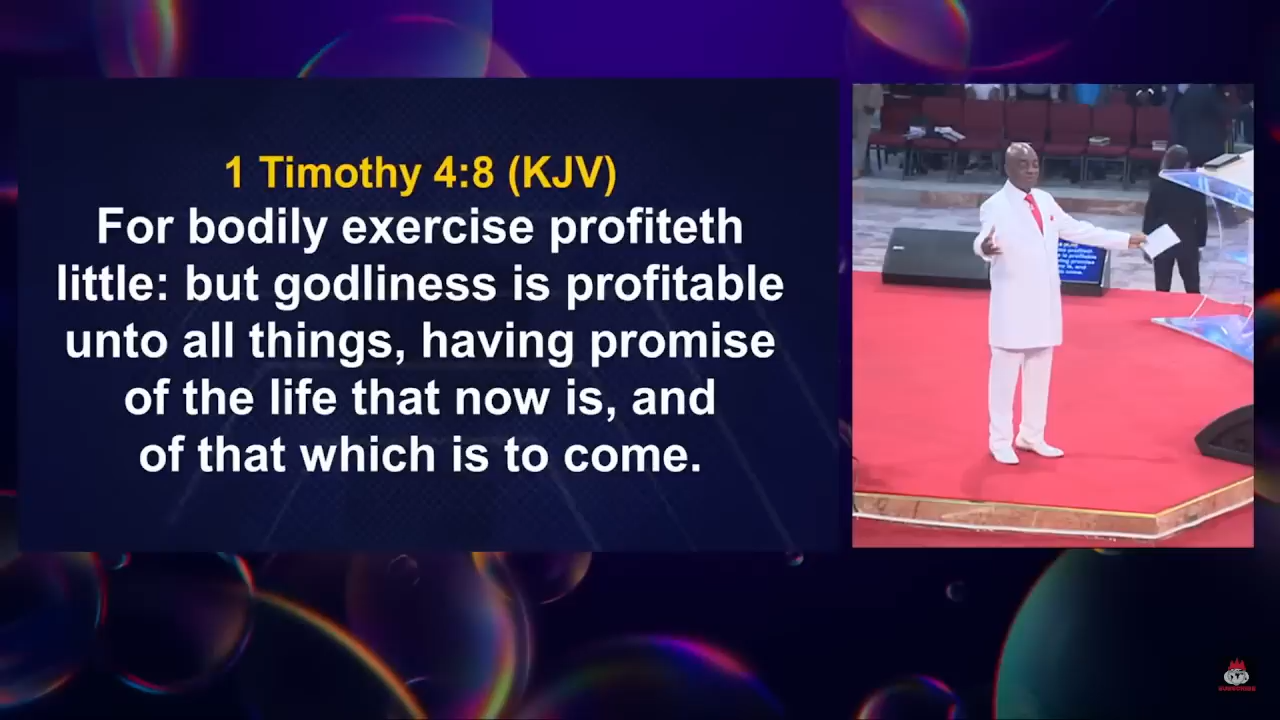 1 Timothy 4:8 (KJV)
For bodily exercise profiteth
little: but godliness is profitable
unto all things, having promise
of the life that now is, and
of that which is to come.
SUBSCRIBE